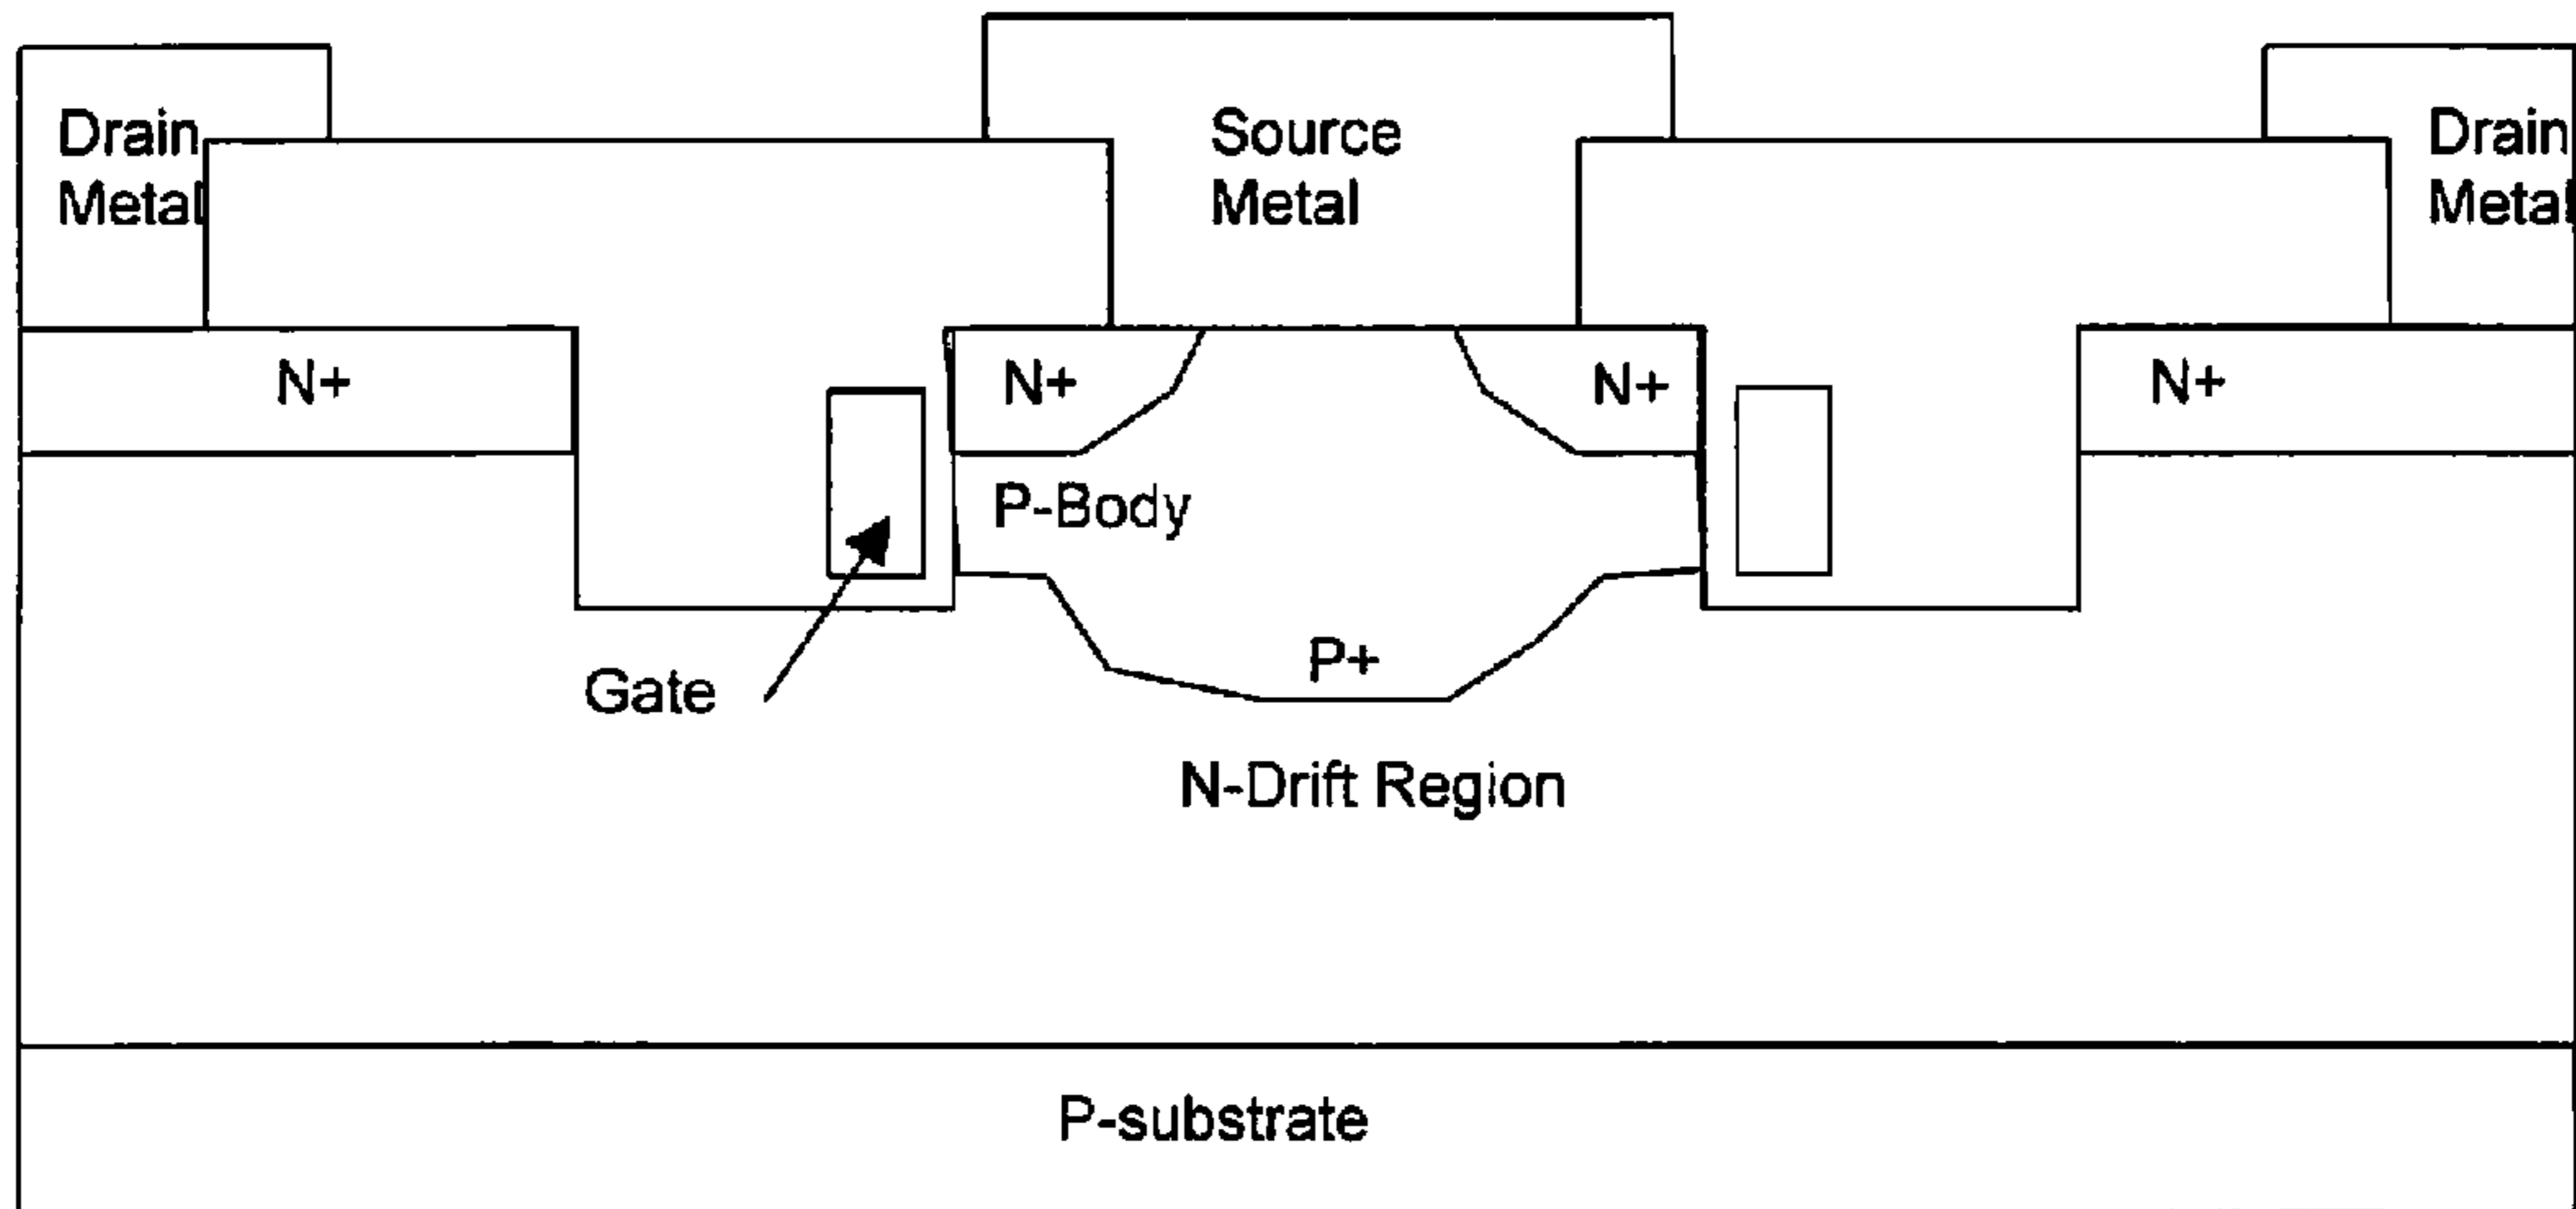 Drain
Metal
Source
Metal
Drain
Metal
N+
N+
N+
N+
P-Body
Gate
P+
N-Drift Region
P-substrate